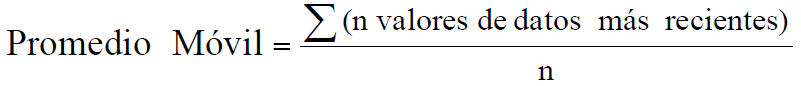 Promedio Móvil = ∑(n valores de datos más recientes)
n